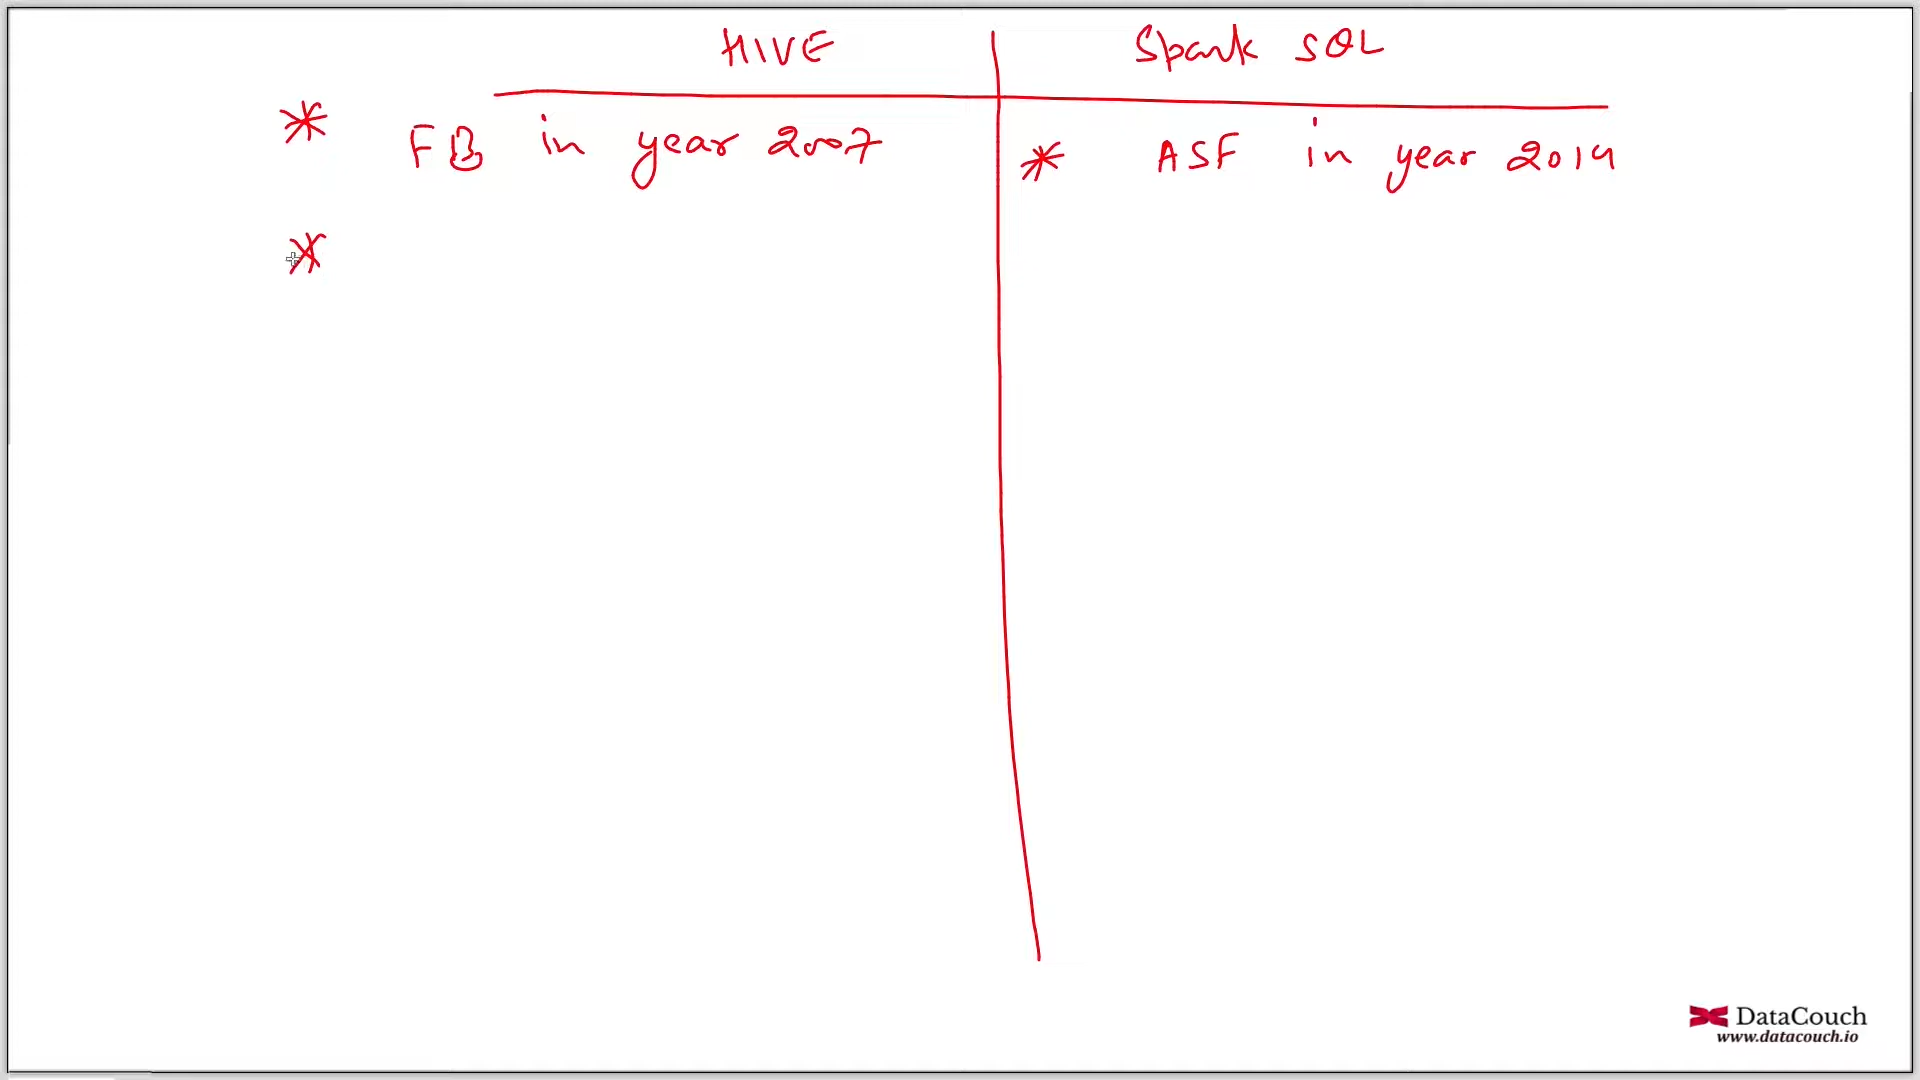 HIVE Spark SQL
* FB in year 2007 * ASF in year 2014
*
DataCouch
www.datacouch.io